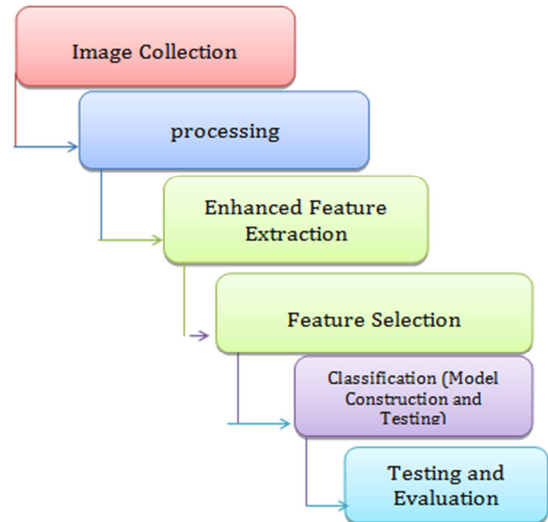 Image Collection
processing
Enhanced Feature
Extraction
Feature Selection
Classification (Model
Construction and
Testing)
Testing and
Evaluation